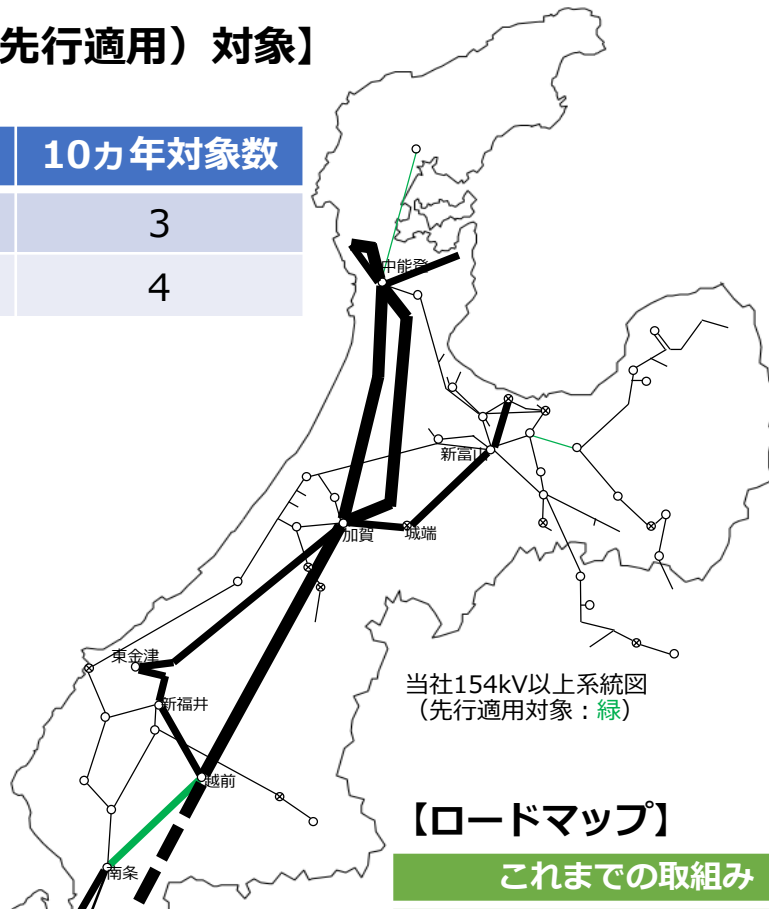 先行適用）対象】
10ヵ年対象数
3
4
中能登
新富山
加賀
城端
東金津
新福井
越前
南条
当社154kV以上系統図
（先行適用対象：緑）
【ロードマップ】
これまでの取組み